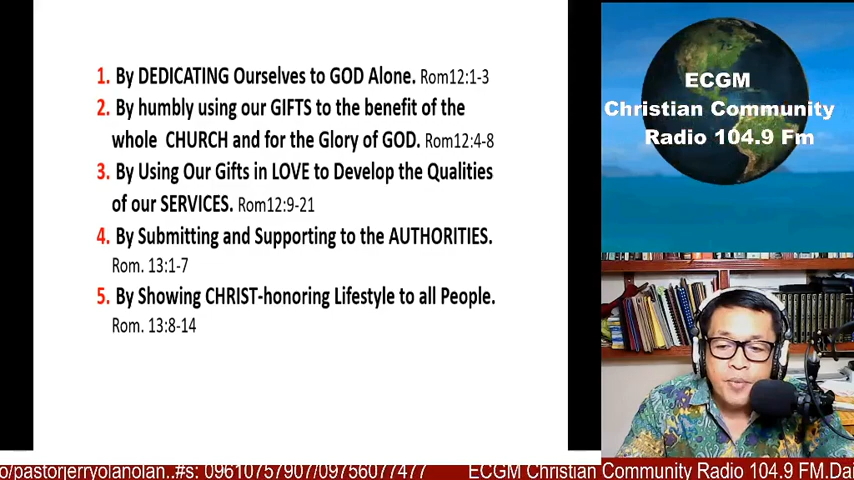 1. By DEDICATING Ourselves to GOD Alone. Rom12:1-3
2. By humbly using our GIFTS to the benefit of the
whole CHURCH and for the Glory of GOD. Rom12:4-8
3. By Using Our Gifts in LOVE to Develop the Qualities
of our SERVICES. Rom12:9-21
4. By Submitting and Supporting to the AUTHORITIES.
Rom. 13:1-7
5. By Showing CHRIST-honoring Lifestyle to all People.
Rom. 13:8-14
ECGM
Christian Community
Radio 104.9 Fm
o/pastorjerryolanolan..#s: 09610757907/09756077477 ECGM Christian Community Radio 104.9 FM.Dai